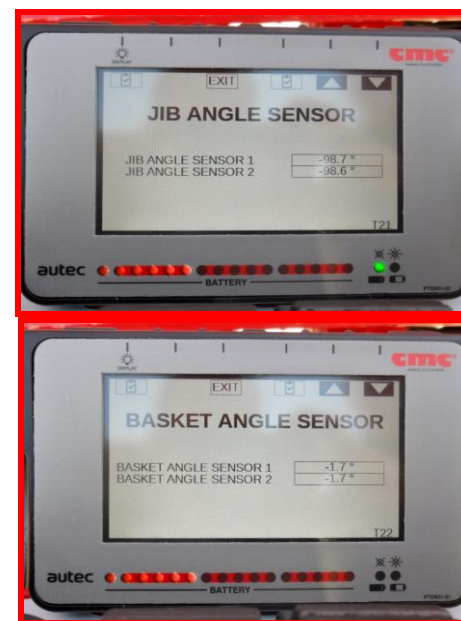 DISPLAY
cmc
EXIT
JIB ANGLE SENSOR
JIB ANGLE SENSOR 1 -98.7 °
JIB ANGLE SENSOR 2 -98.6 °
T21
autec
BATTERY
DISPLAY
cmc
EXIT
BASKET ANGLE SENSOR
BASKET ANGLE SENSOR 1 -1.7 °
BASKET ANGLE SENSOR 2 -1.7 °
T22
autec
BATTERY